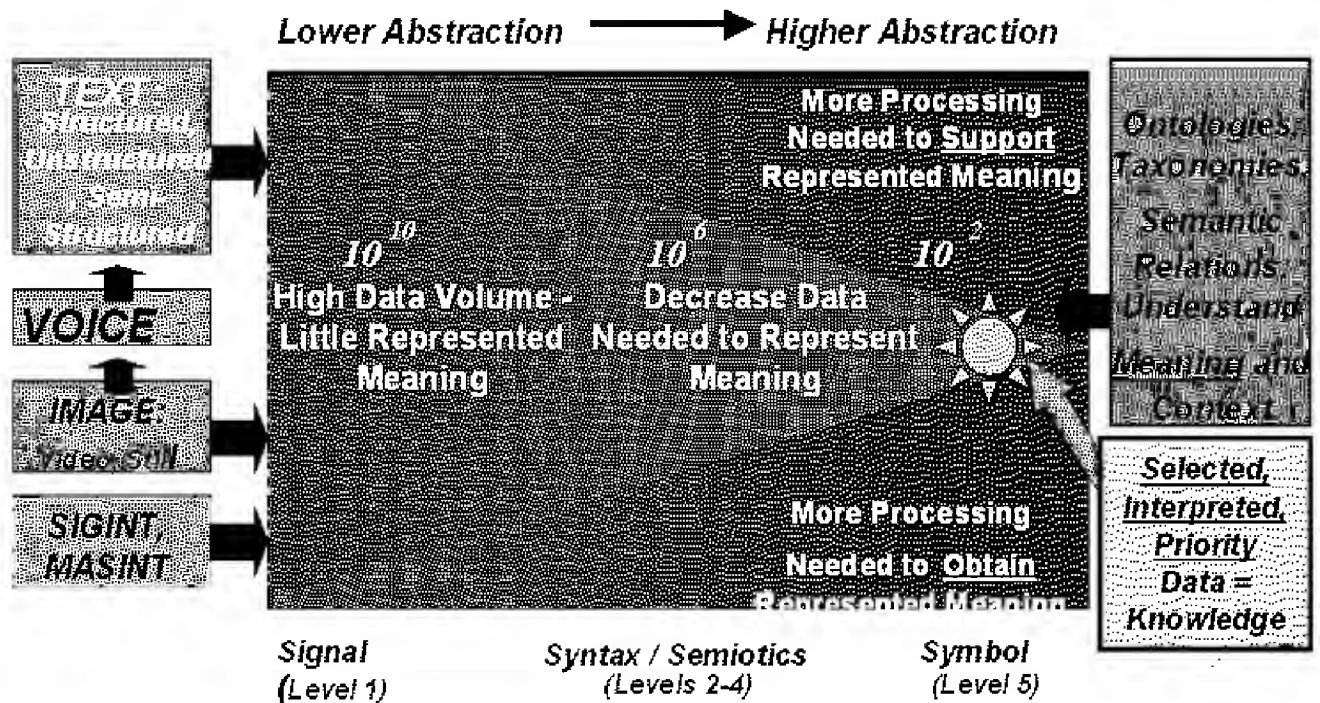 Lower Abstraction
Higher Abstraction
TEXT:
Structured,
Unstructured
Semi-
Structured
VOICE
IMAGE:
Video, Still
SIGINT,
MASINT
More Processing
Needed to Support
Represented Meaning
10 10
High Data Volume -
Little Represented
Meaning
10 6
Decrease Data
Needed to Represent
Meaning
10 2
More Processing
Needed to Obtain
Represented Meaning
Ontologies,
Taxonomies
Semantic
Relations
Understand
Meaning and
Context
Selected,
Interpreted,
Priority
Data =
Knowledge
Signal
(Level 1)
Syntax / Semiotics
(Levels 2-4)
Symbol
(Level 5)